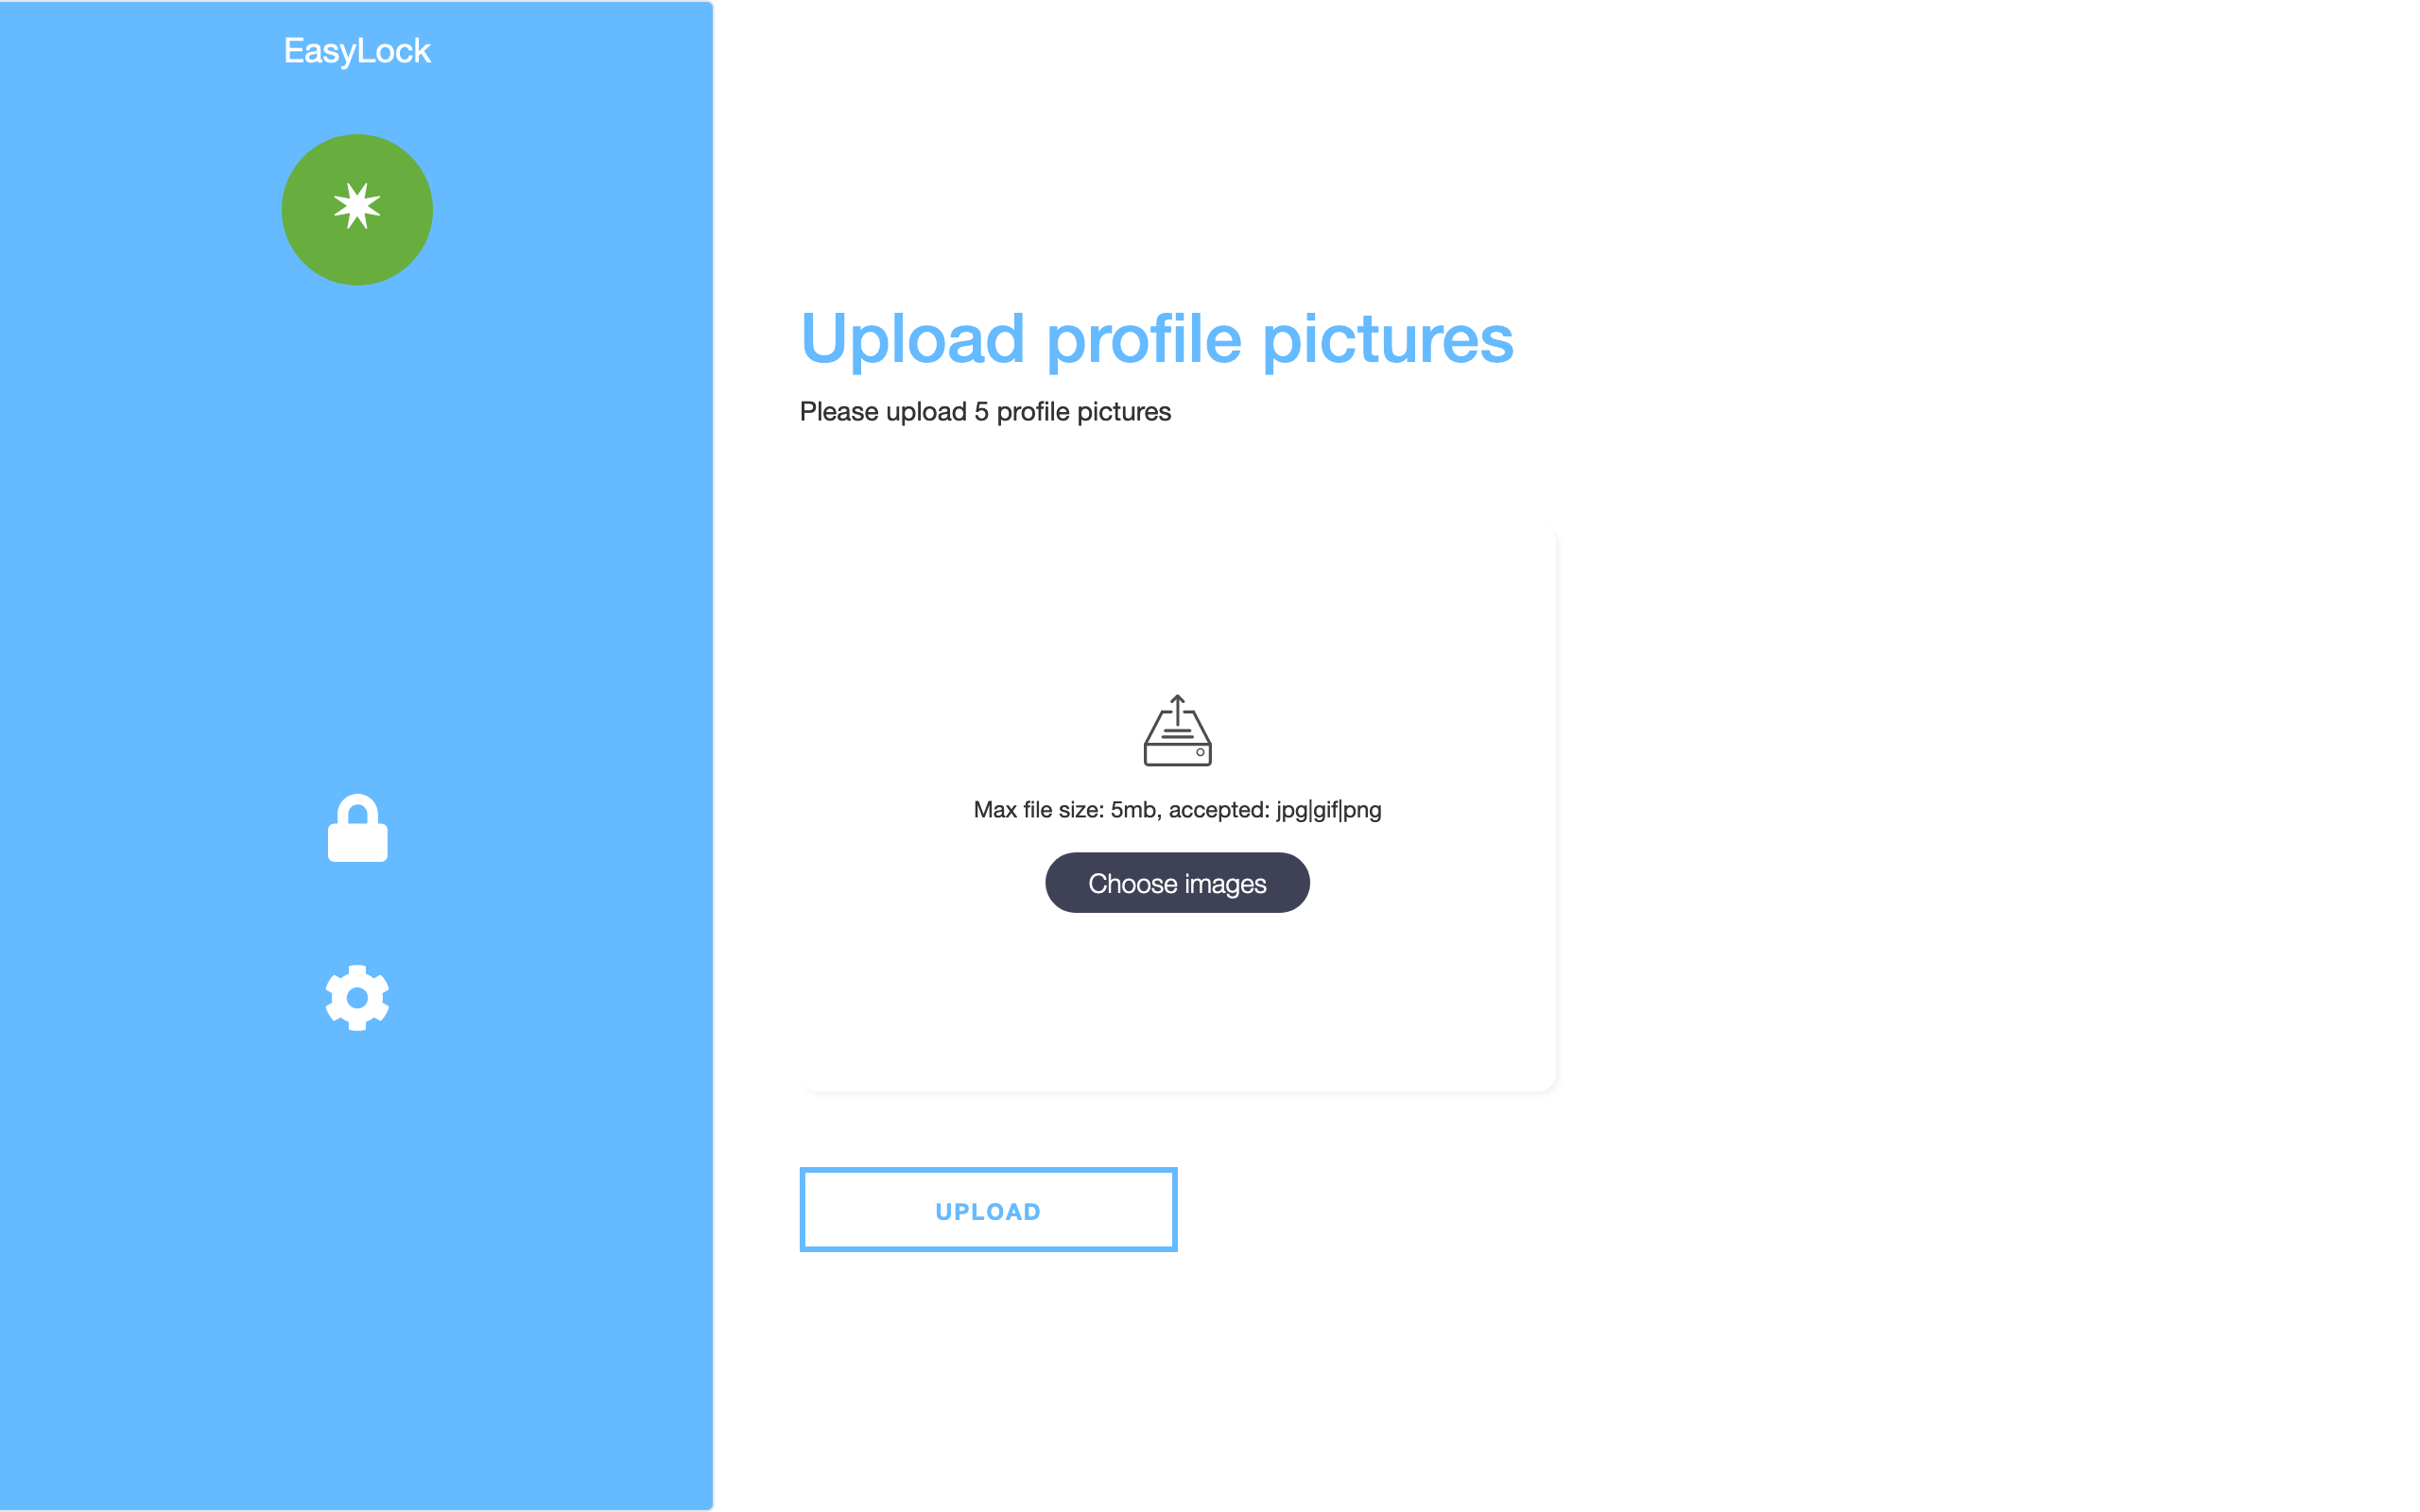 EasyLock
Upload profile pictures
Please upload 5 profile pictures
Max file size: 5mb, accepted: jpg|gif|png
Choose images
UPLOAD